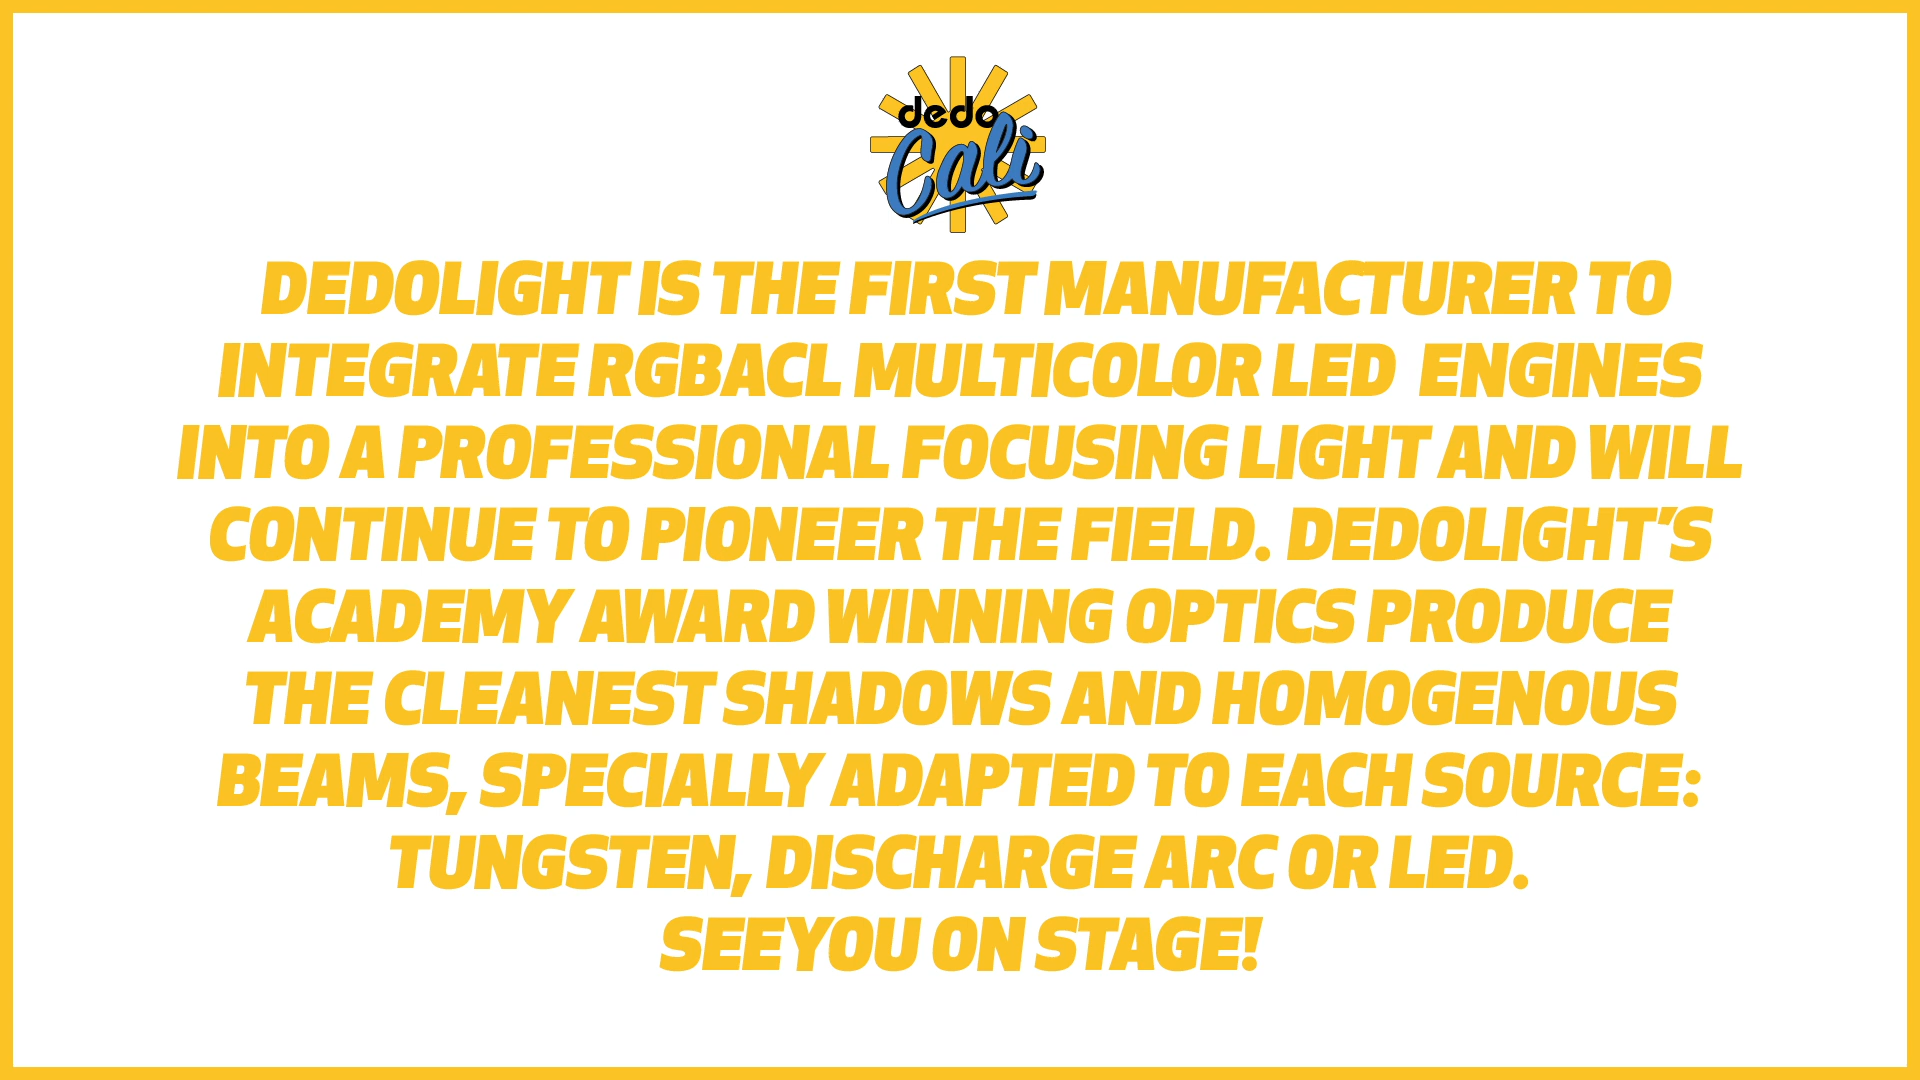 dedo
Cali
DEDOLIGHT IS THE FIRST MANUFACTURER TO
INTEGRATE RGBACL MULTICOLOR LED  ENGINES
INTO A PROFESSIONAL FOCUSING LIGHT AND WILL
CONTINUE TO PIONEER THE FIELD. DEDOLIGHT’S
ACADEMY AWARD WINNING OPTICS PRODUCE
THE CLEANEST SHADOWS AND HOMOGENOUS
BEAMS, SPECIALLY ADAPTED TO EACH SOURCE:
TUNGSTEN, DISCHARGE ARC OR LED.
SEEYOU ON STAGE!